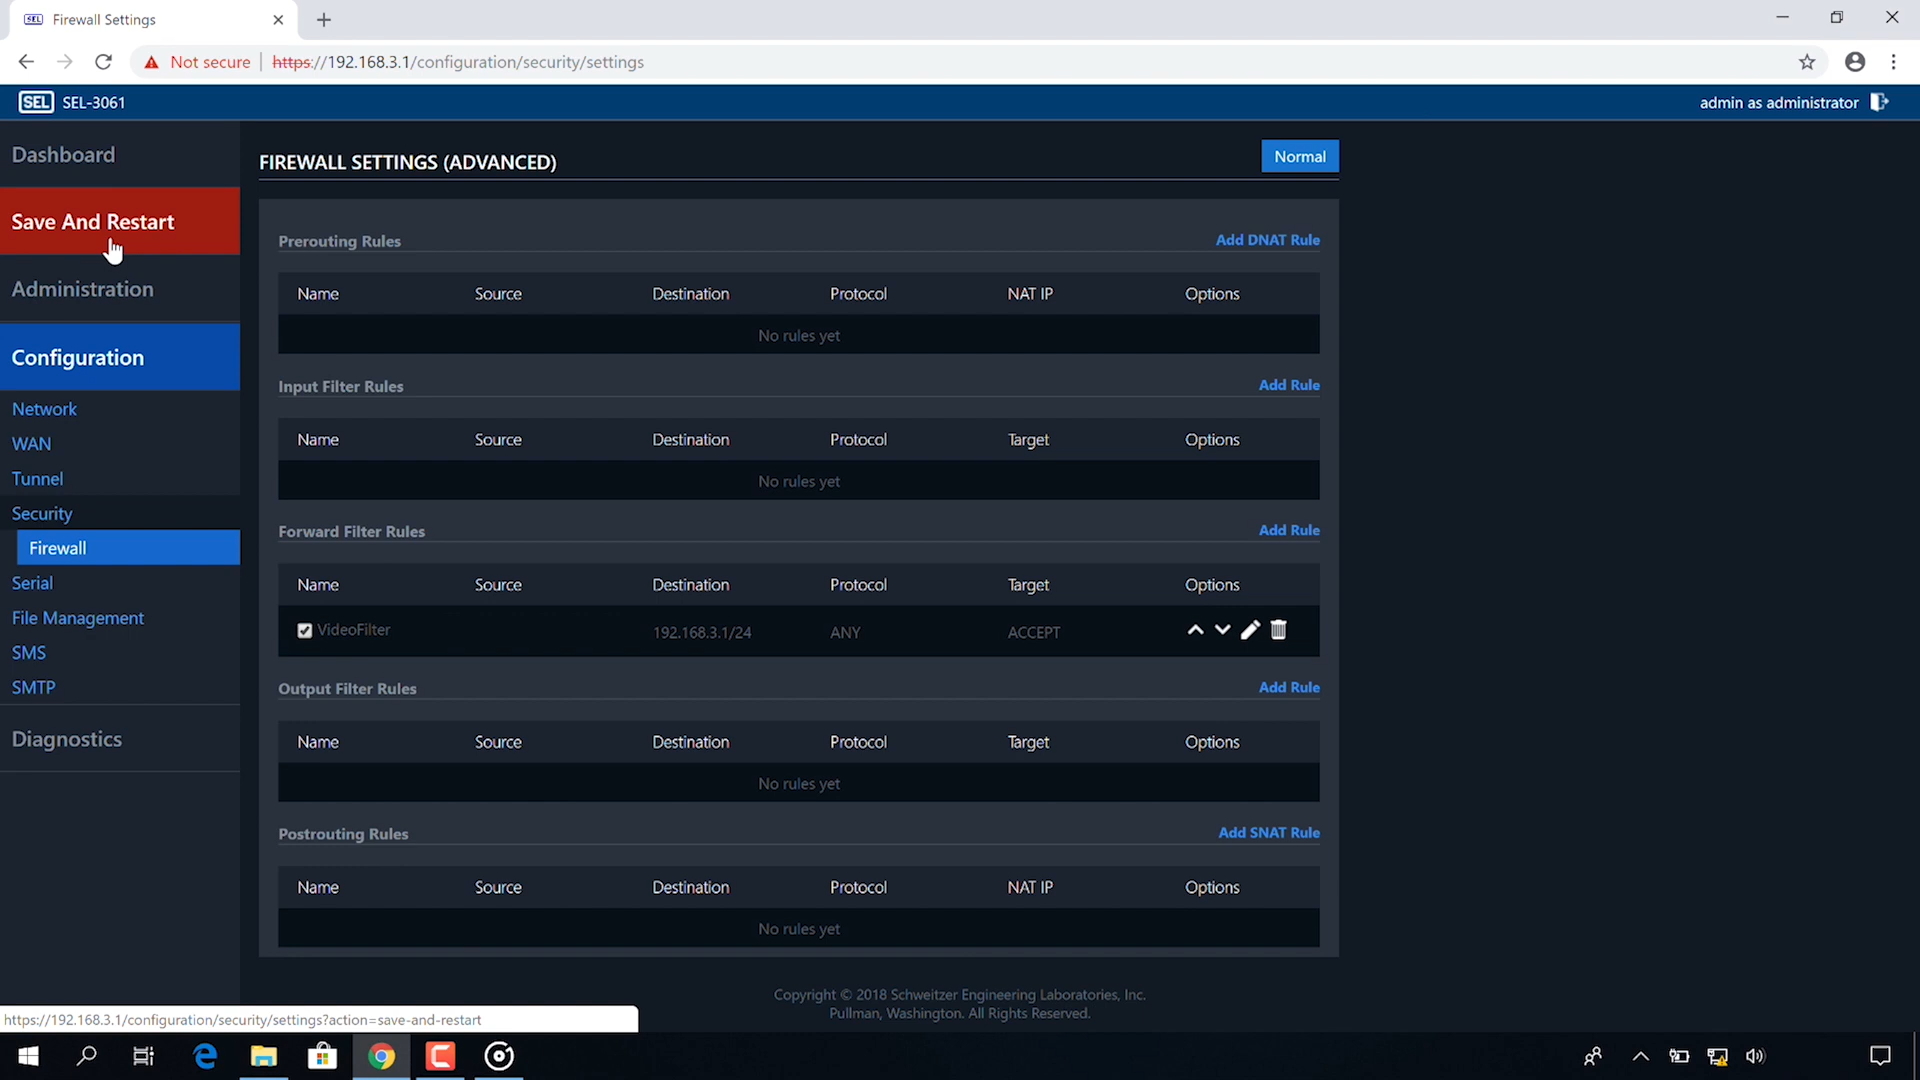 SEL Firewall Settings
Not secure https://192.168.3.1/configuration/security/settings
SEL SEL-3061
admin as administrator
Dashboard
Save And Restart
Administration
Configuration
Network
WAN
Tunnel
Security
Firewall
Serial
File Management
SMS
SMTP
Diagnostics
FIREWALL SETTINGS (ADVANCED) Normal
Prerouting Rules Add DNAT Rule
Name Source Destination Protocol NAT IP Options
No rules yet
Input Filter Rules Add Rule
Name Source Destination Protocol Target Options
No rules yet
Forward Filter Rules Add Rule
Name Source Destination Protocol Target Options
VideoFilter 192.168.3.1/24 ANY ACCEPT
Output Filter Rules Add Rule
Name Source Destination Protocol Target Options
No rules yet
Postrouting Rules Add SNAT Rule
Name Source Destination Protocol NAT IP Options
No rules yet
Copyright © 2018 Schweitzer Engineering Laboratories, Inc.
Pullman, Washington. All Rights Reserved.
https://192.168.3.1/configuration/security/settings?action=save-and-restart